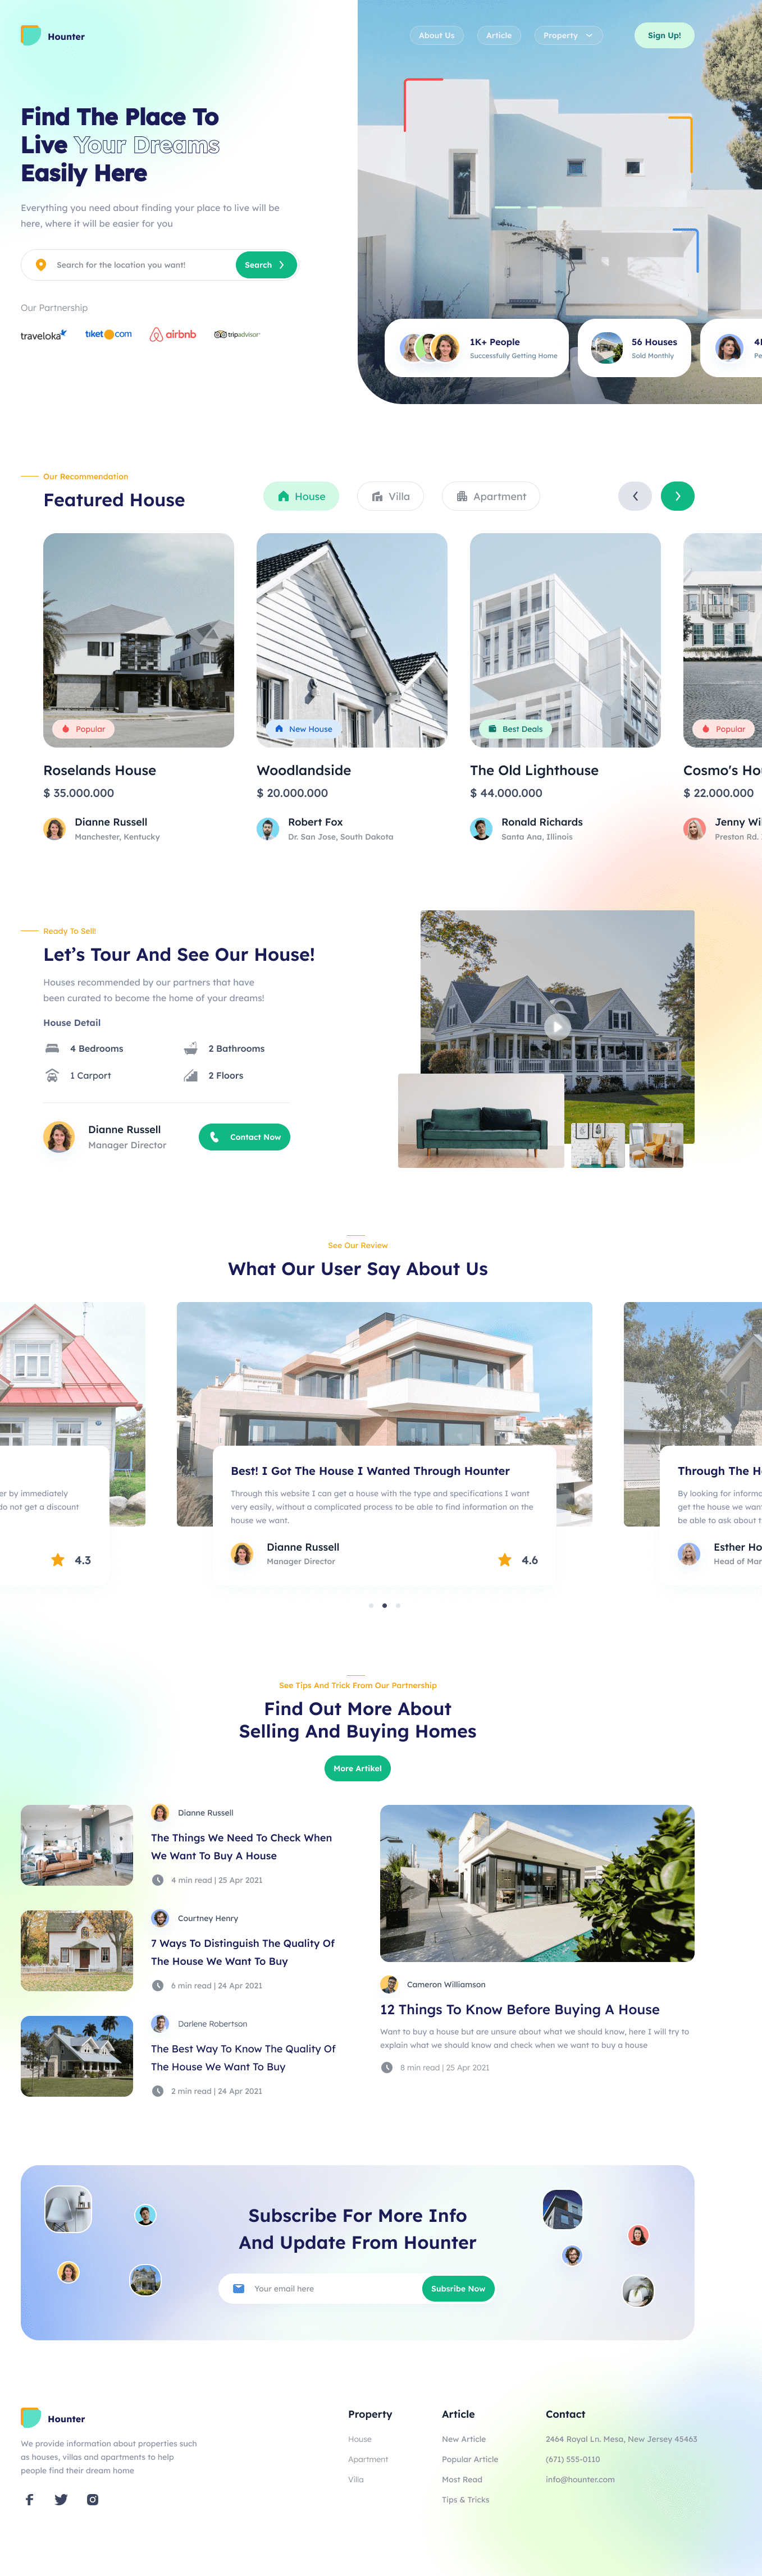 Hounter
About Us
Article
Property
Sign Up!
Find The Place To
Live Your Dreams
Easily Here
Everything you need about finding your place to live will be
here, where it will be easier for you
Search for the location you want!
Search
Our Partnership
traveloka
tiket.com
airbnb
tripadvisor
1K+ People
Successfully Getting Home
56 Houses
Sold Monthly
Our Recommendation
Featured House
House
Villa
Apartment
Popular
New House
Best Deals
Popular
Roselands House
$ 35.000.000
Dianne Russell
Manchester, Kentucky
Woodlandside
$ 20.000.000
Robert Fox
Dr. San Jose, South Dakota
The Old Lighthouse
$ 44.000.000
Ronald Richards
Santa Ana, Illinois
Cosmo's
$ 22.000.000
Jenny
Preston Rd.
Ready To Sell!
Let’s Tour And See Our House!
Houses recommended by our partners that have
been curated to become the home of your dreams!
House Detail
4 Bedrooms
2 Bathrooms
1 Carport
2 Floors
Dianne Russell
Manager Director
Contact Now
See Our Review
What Our User Say About Us
er by immediately
do not get a discount
4.3
Best! I Got The House I Wanted Through Hounter
Through this website I can get a house with the type and specifications I want
very easily, without a complicated process to be able to find information on the
house we want.
Dianne Russell
Manager Director
4.6
Through The
By looking for
get the house we
be able to ask about
Esther
Head of
See Tips And Trick From Our Partnership
Find Out More About
Selling And Buying Homes
More Artikel
Dianne Russell
The Things We Need To Check When
We Want To Buy A House
4 min read | 25 Apr 2021
Courtney Henry
7 Ways To Distinguish The Quality Of
The House We Want To Buy
6 min read | 24 Apr 2021
Darlene Robertson
The Best Way To Know The Quality Of
The House We Want To Buy
2 min read | 24 Apr 2021
Cameron Williamson
12 Things To Know Before Buying A House
Want to buy a house but are unsure about what we should know, here I will try to
explain what we should know and check when we want to buy a house
8 min read | 25 Apr 2021
Subscribe For More Info
And Update From Hounter
Your email here
Subsribe Now
Hounter
We provide information about properties such
as houses, villas and apartments to help
people find their dream home
Property
House
Apartment
Villa
Article
New Article
Popular Article
Most Read
Tips & Tricks
Contact
2464 Royal Ln. Mesa, New Jersey 45463
(671) 555-0110
info@hounter.com